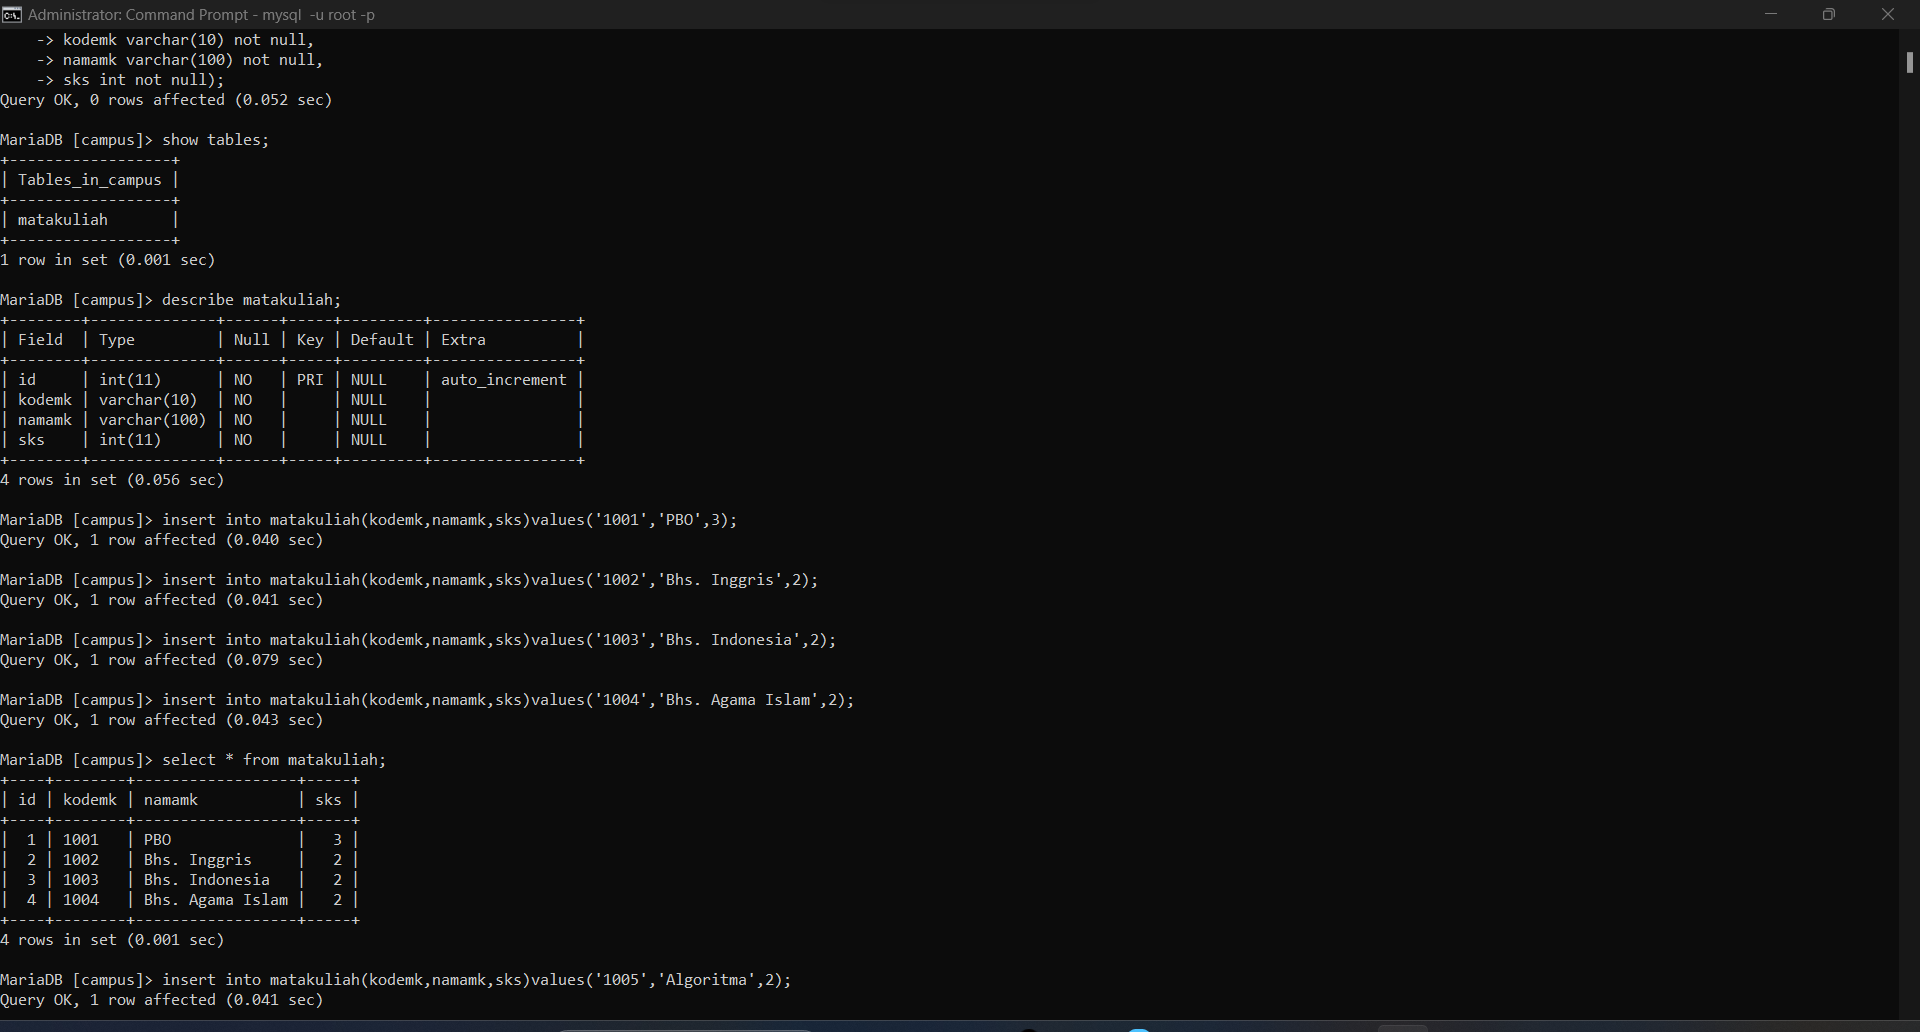 Administrator: Command Prompt - mysql  -u root -p
    -> kodemk varchar(10) not null,
    -> namamk varchar(100) not null,
    -> sks int not null);
Query OK, 0 rows affected (0.052 sec)

MariaDB [campus]> show tables;
+------------------+
| Tables_in_campus |
+------------------+
| matakuliah       |
+------------------+
1 row in set (0.001 sec)

MariaDB [campus]> describe matakuliah;
+--------+--------------+------+-----+---------+----------------+
| Field  | Type         | Null | Key | Default | Extra          |
+--------+--------------+------+-----+---------+----------------+
| id     | int(11)      | NO   | PRI | NULL    | auto_increment |
| kodemk | varchar(10)  | NO   |     | NULL    |                |
| namamk | varchar(100) | NO   |     | NULL    |                |
| sks    | int(11)      | NO   |     | NULL    |                |
+--------+--------------+------+-----+---------+----------------+
4 rows in set (0.056 sec)

MariaDB [campus]> insert into matakuliah(kodemk,namamk,sks)values('1001','PBO',3);
Query OK, 1 row affected (0.040 sec)

MariaDB [campus]> insert into matakuliah(kodemk,namamk,sks)values('1002','Bhs. Inggris',2);
Query OK, 1 row affected (0.041 sec)

MariaDB [campus]> insert into matakuliah(kodemk,namamk,sks)values('1003','Bhs. Indonesia',2);
Query OK, 1 row affected (0.079 sec)

MariaDB [campus]> insert into matakuliah(kodemk,namamk,sks)values('1004','Bhs. Agama Islam',2);
Query OK, 1 row affected (0.043 sec)

MariaDB [campus]> select * from matakuliah;
+----+--------+------------------+-----+
| id | kodemk | namamk           | sks |
+----+--------+------------------+-----+
|  1 | 1001   | PBO              |   3 |
|  2 | 1002   | Bhs. Inggris     |   2 |
|  3 | 1003   | Bhs. Indonesia   |   2 |
|  4 | 1004   | Bhs. Agama Islam |   2 |
+----+--------+------------------+-----+
4 rows in set (0.001 sec)

MariaDB [campus]> insert into matakuliah(kodemk,namamk,sks)values('1005','Algoritma',2);
Query OK, 1 row affected (0.041 sec)